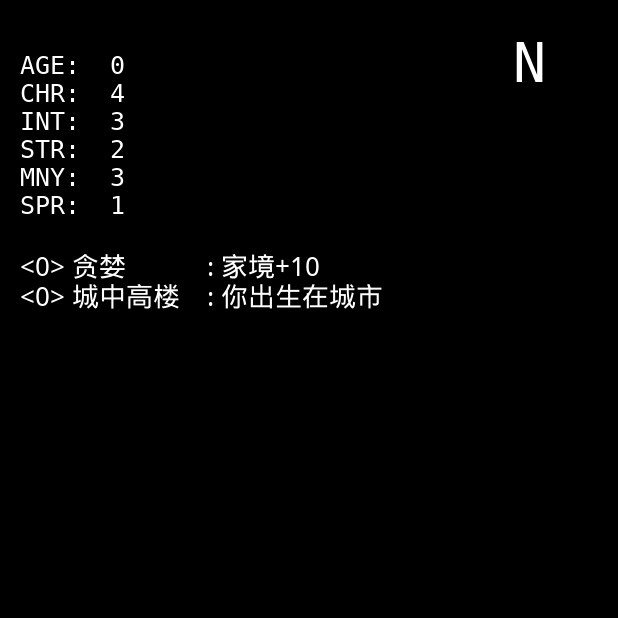 N
AGE: 0
CHR: 4
INT: 3
STR: 2
MNY: 3
SPR: 1
<0> 贪婪 : 家境+10
<0> 城中高楼 : 你出生在城市